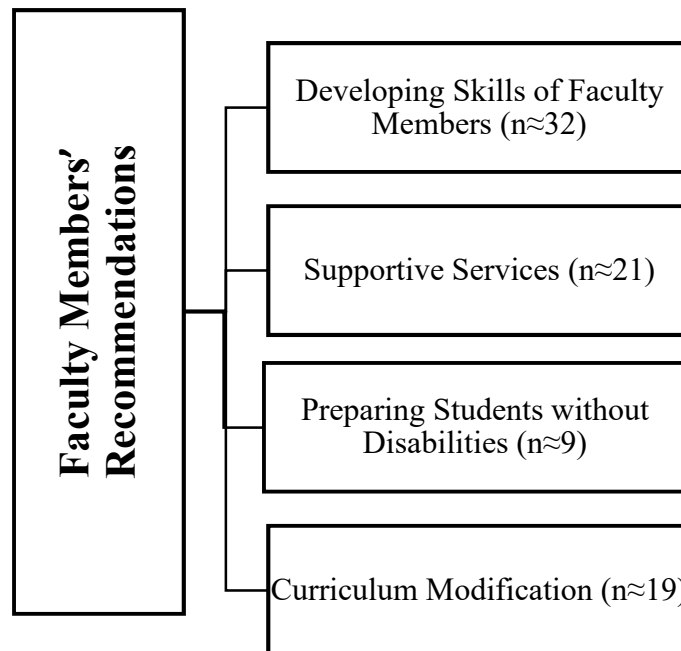 Faculty Members’
Recommendations
Developing Skills of Faculty
Members (n≈32)
Supportive Services (n≈21)
Preparing Students without
Disabilities (n≈9)
Curriculum Modification (n≈19)